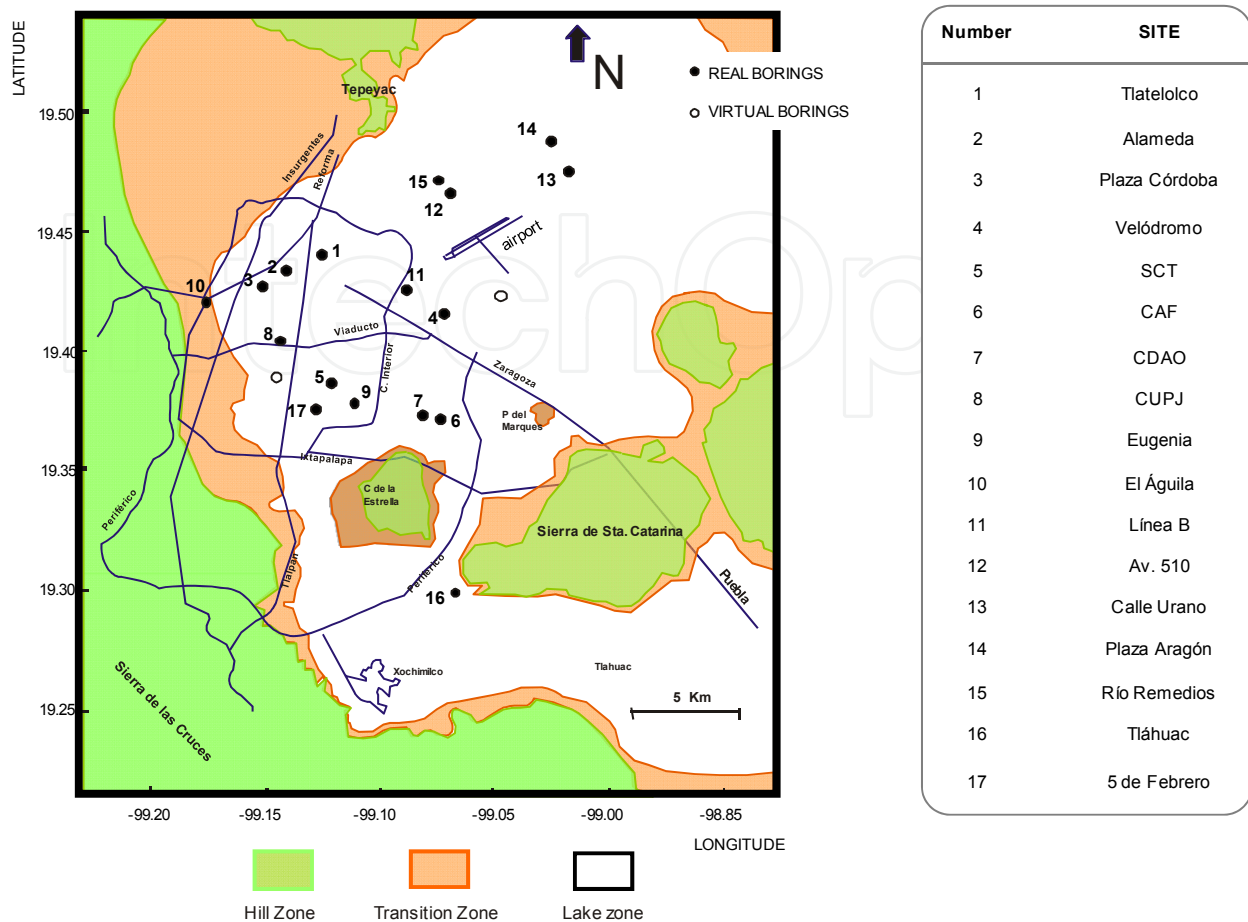 LATITUDE
19.50
19.45
19.40
19.35
19.30
19.25
-99.20
-99.15
-99.10
-99.05
-99.00
-98.85
LONGITUDE
N
REAL BORINGS
VIRTUAL BORINGS
Tepeyac
Insurgentes
Reforma
14
13
15
12
airport
1
2
3
10
11
4
8
Viaducto
C. Interior
Zaragoza
5
9
17
7
6
P del
Marques
Ixtapalapa
C de la
Estrella
Sierra de Sta. Catarina
Periférico
Tlalpan
Periférico
16
Puebla
Xochimilco
Tlahuac
Sierra de las Cruces
5 Km
Hill Zone
Transition Zone
Lake zone
Number SITE
1 Tlatelolco
2 Alameda
3 Plaza Córdoba
4 Velódromo
5 SCT
6 CAF
7 CDAO
8 CUPJ
9 Eugenia
10 El Águila
11 Línea B
12 Av. 510
13 Calle Urano
14 Plaza Aragón
15 Río Remedios
16 Tláhuac
17 5 de Febrero
IntechOp